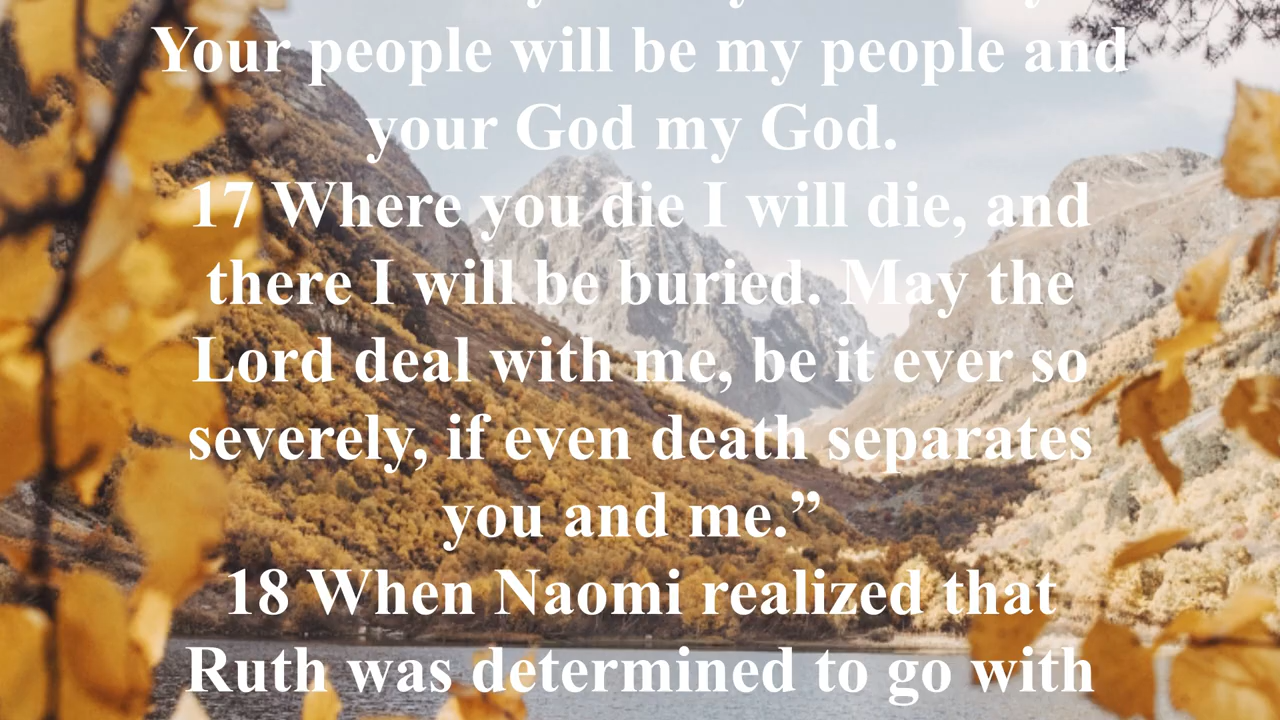 Your people will be my people and
your God my God.
17 Where you die I will die, and
there I will be buried. May the
Lord deal with me, be it ever so
severely, if even death separates
you and me.”
18 When Naomi realized that
Ruth was determined to go with